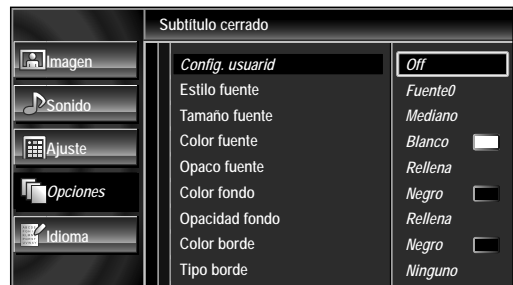 Subtítulo cerrado
Imagen
Sonido
Ajuste
Opciones
Idioma
Config. usuarid Off
Estilo fuente Fuente0
Tamaño fuente Mediano
Color fuente Blanco
Opaco fuente Rellena
Color fondo Negro
Opacidad fondo Rellena
Color borde Negro
Tipo borde Ninguno